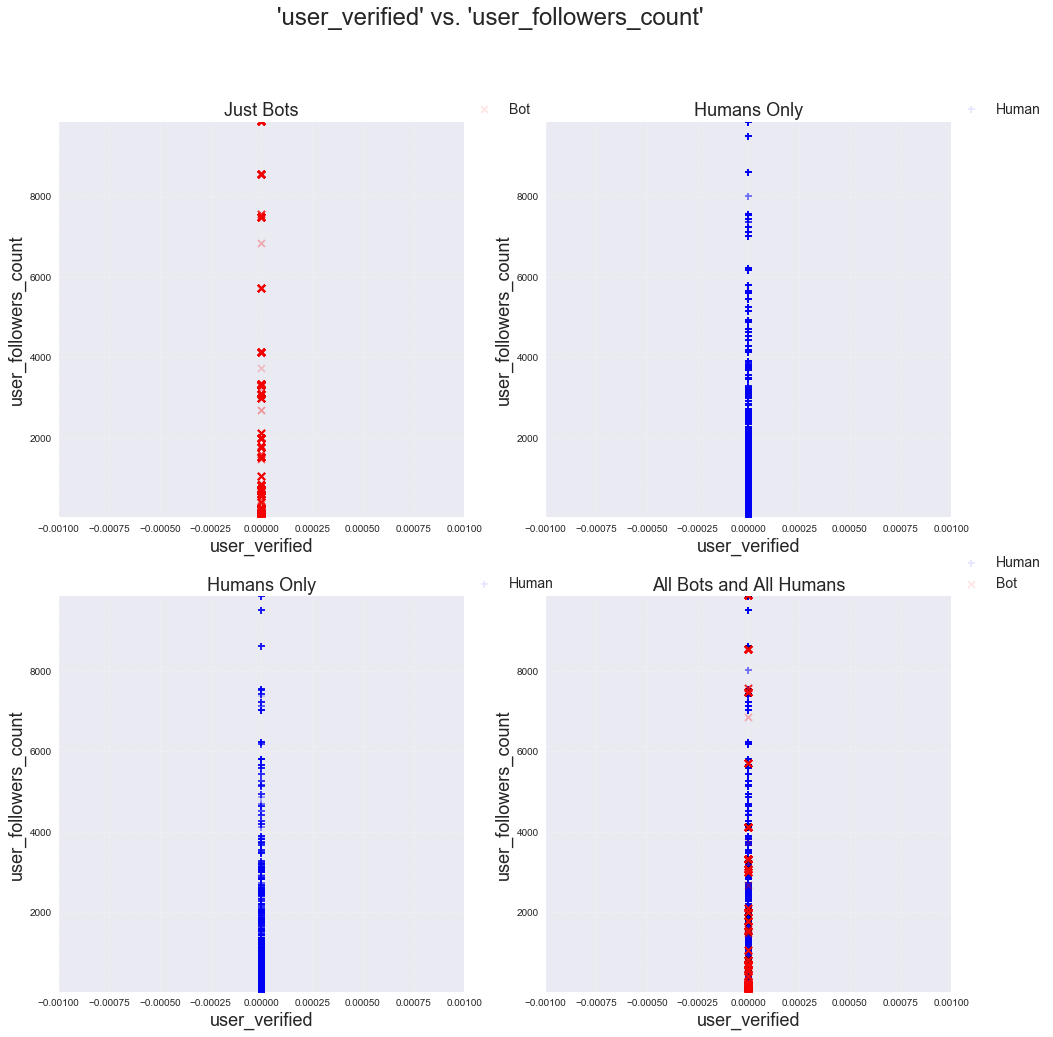 'user_verified' vs. 'user_followers_count'
Just Bots
Bot
Humans Only
Human
8000
6000
4000
2000
user_followers_count
−0.00100 −0.00075 −0.00050 −0.00025 0.00000 0.00025 0.00050 0.00075 0.00100
user_verified
8000
6000
4000
2000
user_followers_count
−0.00100 −0.00075 −0.00050 −0.00025 0.00000 0.00025 0.00050 0.00075 0.00100
user_verified
Humans Only
Human
8000
6000
4000
2000
user_followers_count
−0.00100 −0.00075 −0.00050 −0.00025 0.00000 0.00025 0.00050 0.00075 0.00100
user_verified
All Bots and All Humans
Human
Bot
8000
6000
4000
2000
user_followers_count
−0.00100 −0.00075 −0.00050 −0.00025 0.00000 0.00025 0.00050 0.00075 0.00100
user_verified